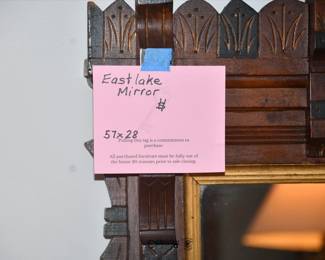 Eastlake
Mirror
$
57x28
Pulling this tag is a commitment to
purchase
All purchased furniture must be fully out of
the house 30 minutes prior to sale closing.